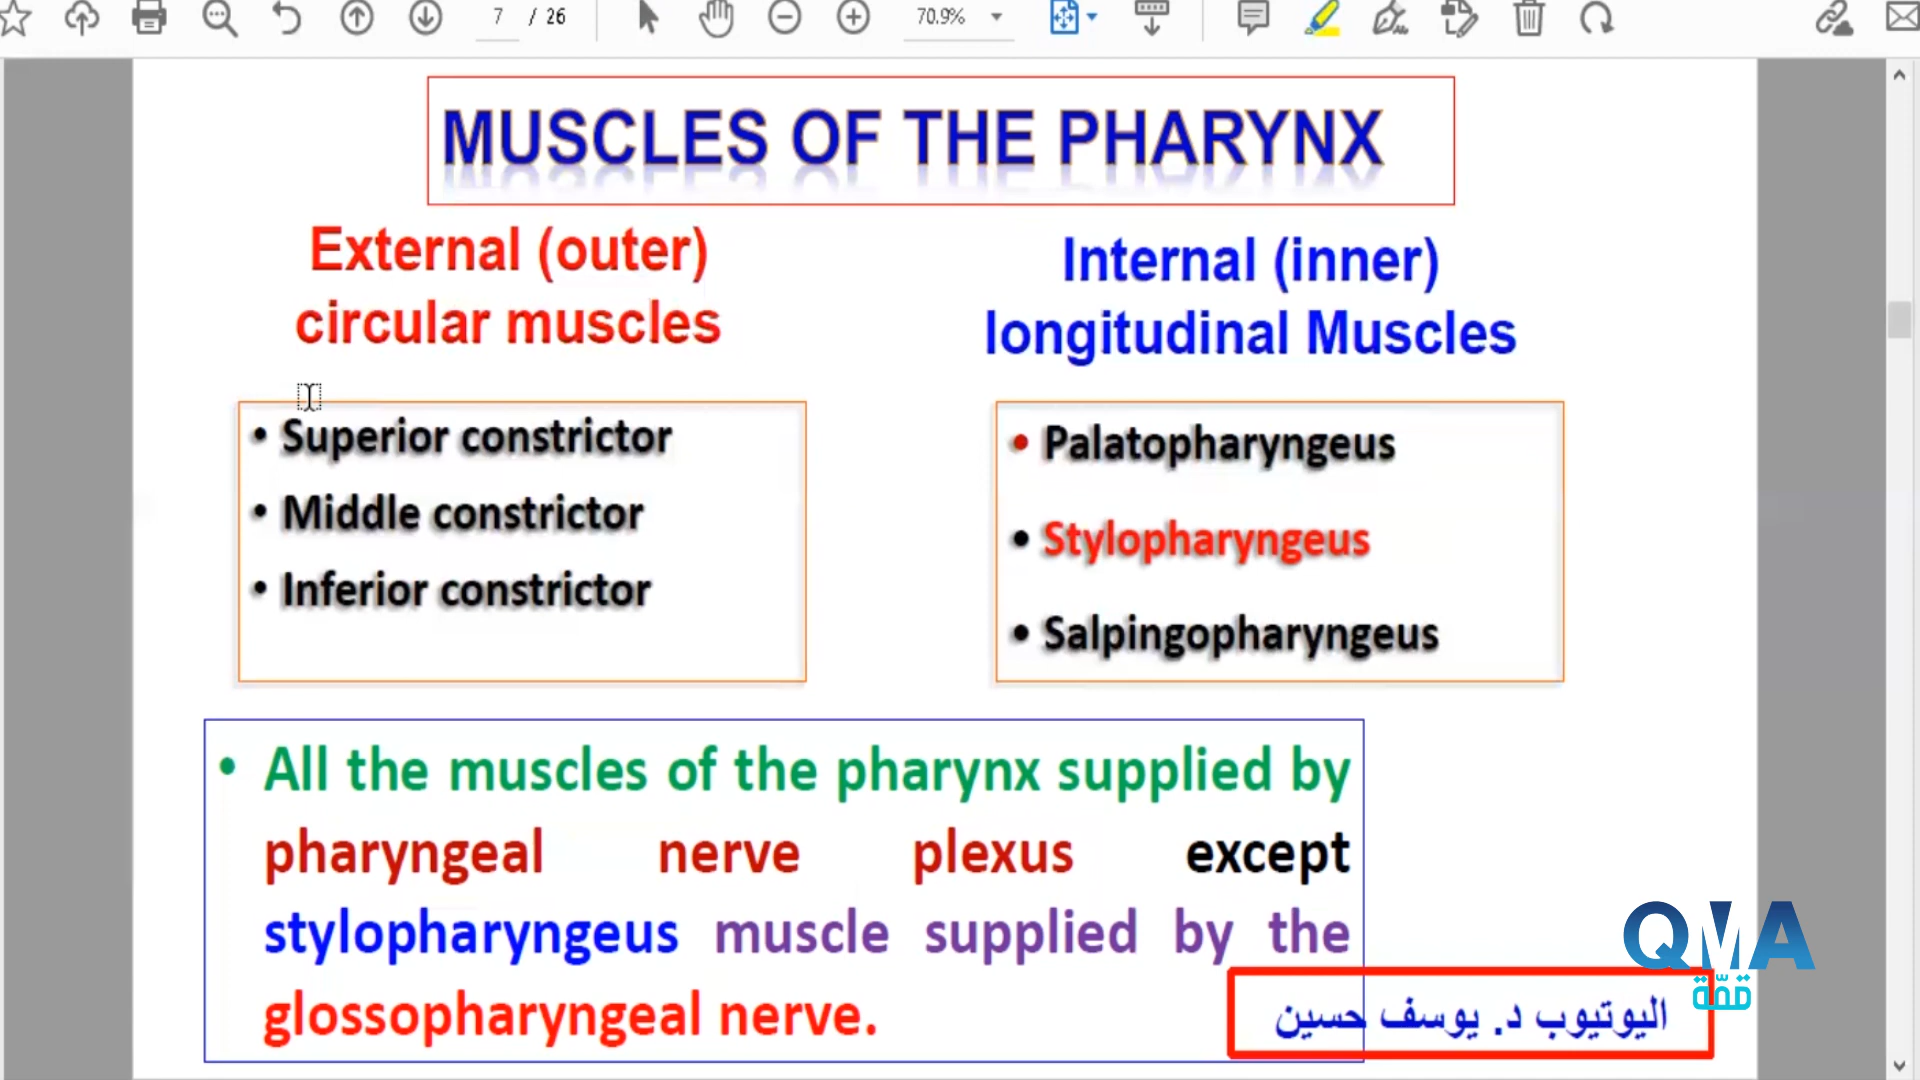 7 / 26
70.9%
MUSCLES OF THE PHARYNX
External (outer)
circular muscles
Internal (inner)
longitudinal Muscles
• Superior constrictor
• Middle constrictor
• Inferior constrictor
• Palatopharyngeus
• Stylopharyngeus
• Salpingopharyngeus
• All the muscles of the pharynx supplied by
pharyngeal nerve plexus except
stylopharyngeus muscle supplied by the
glossopharyngeal nerve.
QMA
قمّة
اليوتيوب د. يوسف حسين